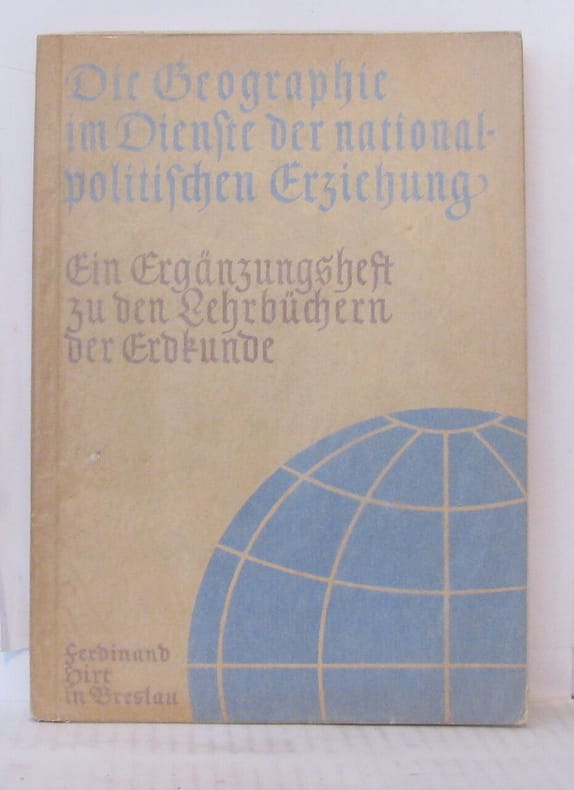 Die Geographie
im Dienſte der national-
politiſchen Erziehung
Ein Ergänzungsheft
zu den Lehrbüchern
der Erdkunde
Ferdinand
Hirt
in Breslau